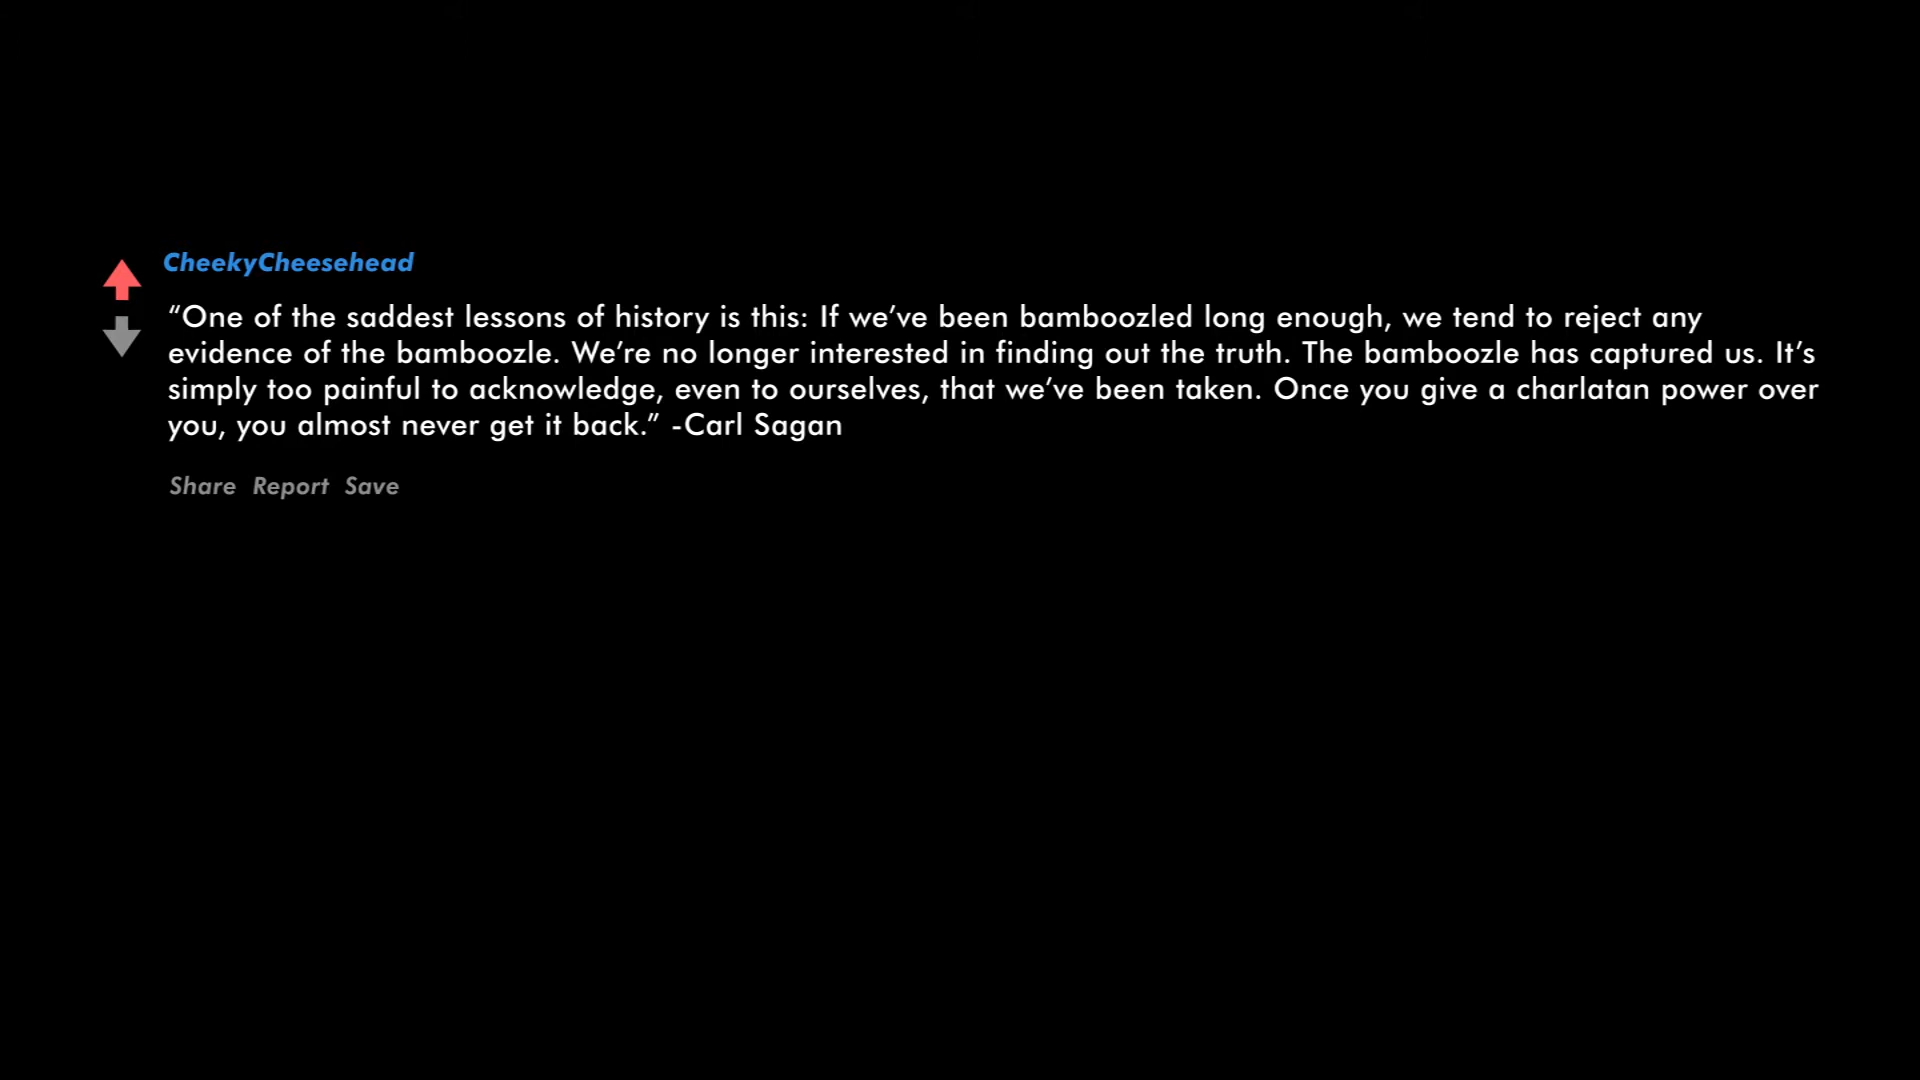 CheekyCheesehead
“One of the saddest lessons of history is this: If we’ve been bamboozled long enough, we tend to reject any
evidence of the bamboozle. We’re no longer interested in finding out the truth. The bamboozle has captured us. It’s
simply too painful to acknowledge, even to ourselves, that we’ve been taken. Once you give a charlatan power over
you, you almost never get it back.” -Carl Sagan
Share Report Save